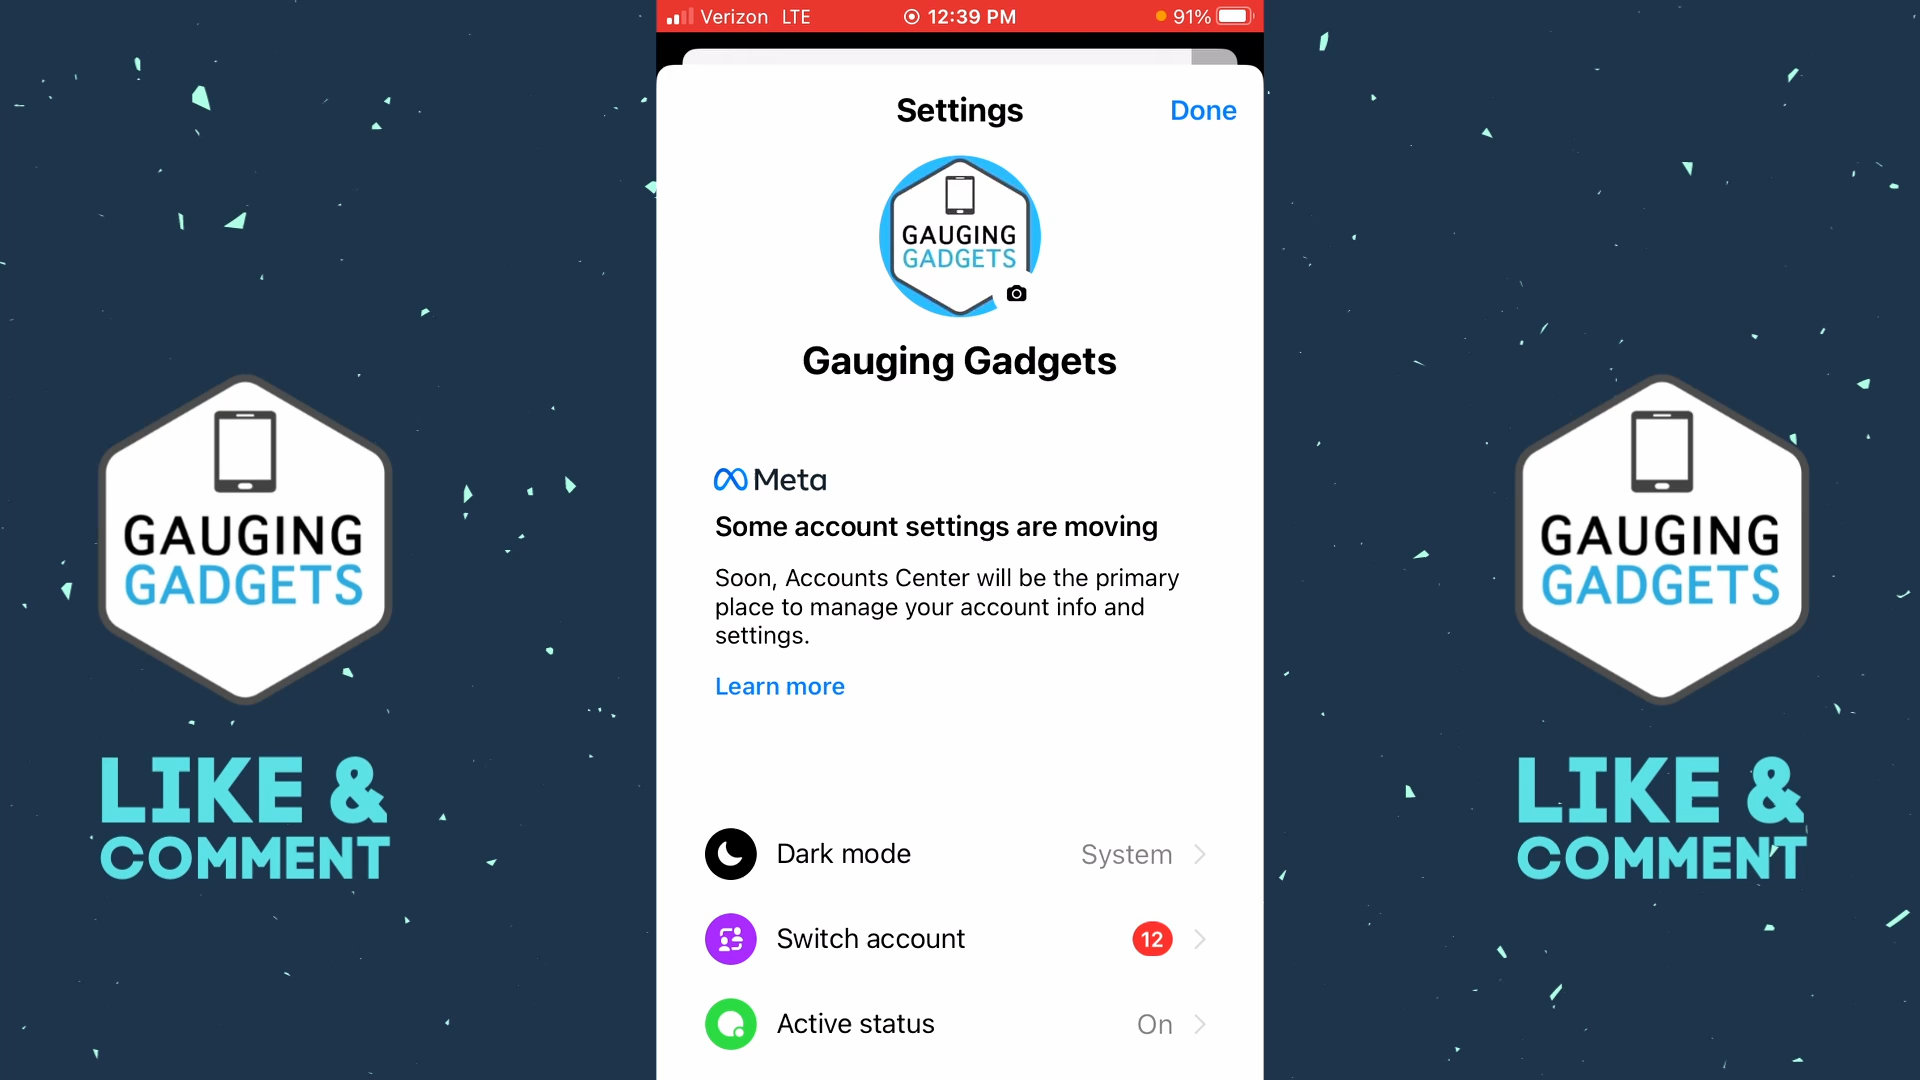 Verizon LTE 12:39 PM 91%
Settings
Done
GAUGING
GADGETS
Gauging Gadgets
Meta
Some account settings are moving
Soon, Accounts Center will be the primary
place to manage your account info and
settings.
Learn more
Dark mode System
Switch account 12
Active status On
GAUGING
GADGETS
LIKE &
COMMENT
GAUGING
GADGETS
LIKE &
COMMENT